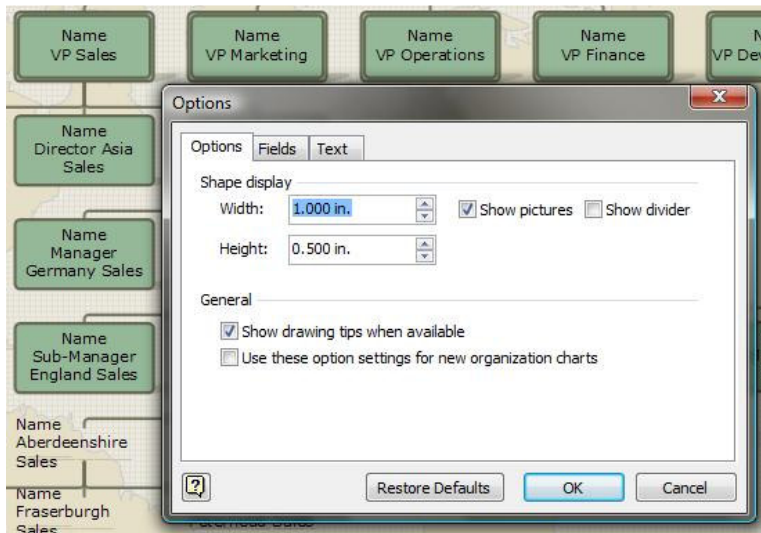 Name
VP Sales
Name
VP Marketing
Name
VP Operations
Name
VP Finance
VP
Name
Director Asia
Sales
Name
Manager
Germany Sales
Name
Sub-Manager
England Sales
Name
Aberdeenshire
Sales
Name
Fraserburgh
Sales
Options
Options Fields Text
Shape display
Width: 1.000 in. Show pictures Show divider
Height: 0.500 in.
General
Show drawing tips when available
Use these option settings for new organization charts
Restore Defaults OK Cancel